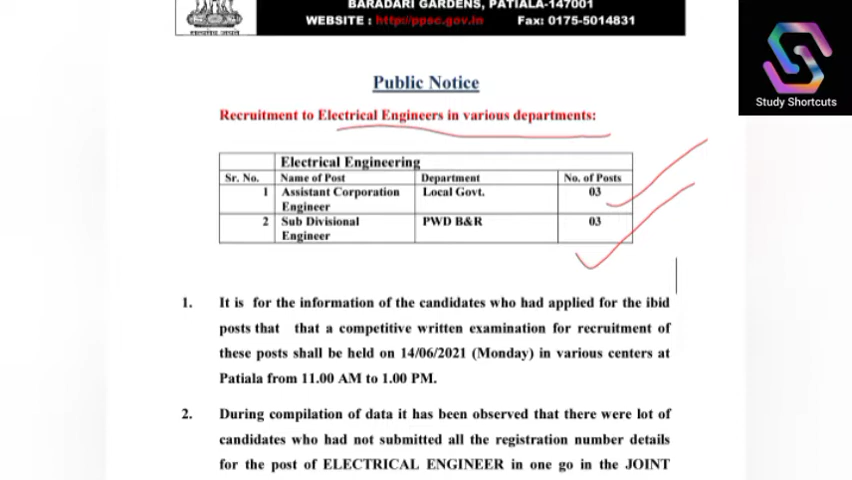 BARADARI GARDENS, PATIALA-147001
WEBSITE : http://ppsc.gov.in Fax: 0175-5014831
सत्यमेव जयते
Study Shortcuts
Public Notice
Recruitment to Electrical Engineers in various departments:
Electrical Engineering
Sr. No. Name of Post Department No. of Posts
1 Assistant Corporation Engineer Local Govt. 03
2 Sub Divisional Engineer PWD B&R 03
1. It is for the information of the candidates who had applied for the ibid
posts that that a competitive written examination for recruitment of
these posts shall be held on 14/06/2021 (Monday) in various centers at
Patiala from 11.00 AM to 1.00 PM.
2. During compilation of data it has been observed that there were lot of
candidates who had not submitted all the registration number details
for the post of ELECTRICAL ENGINEER in one go in the JOINT